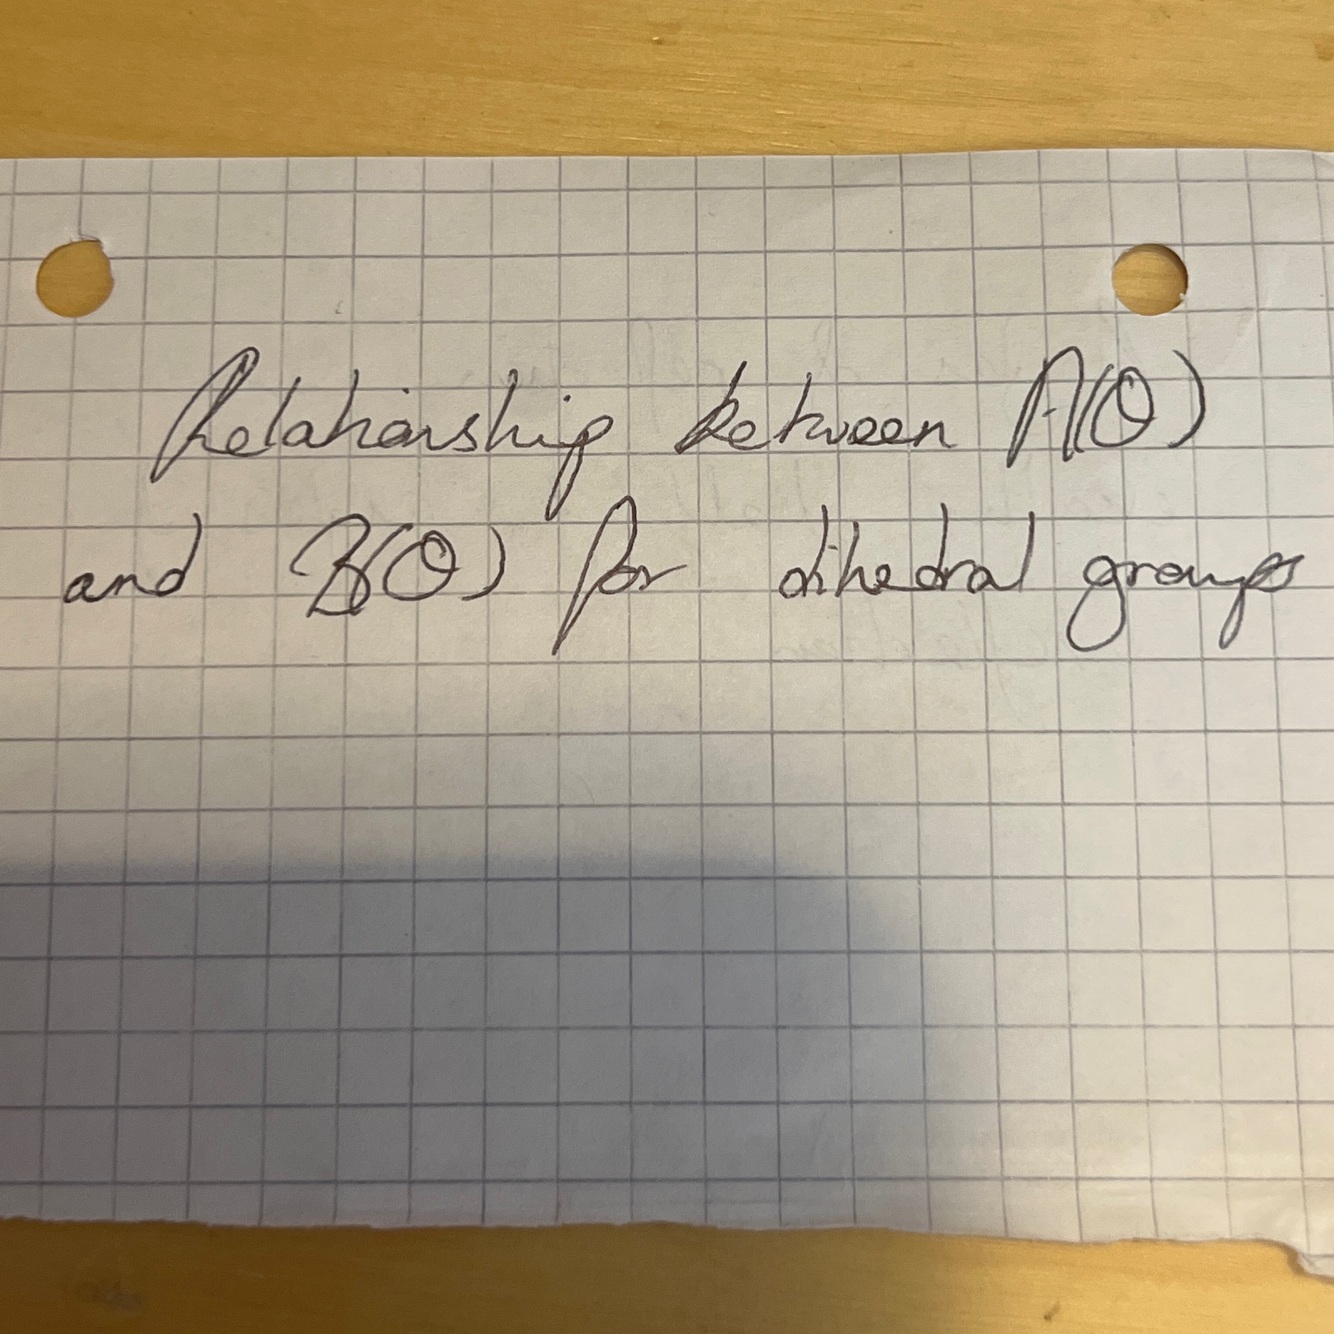 Relationship between A(θ)
and B(θ) for dihedral groups